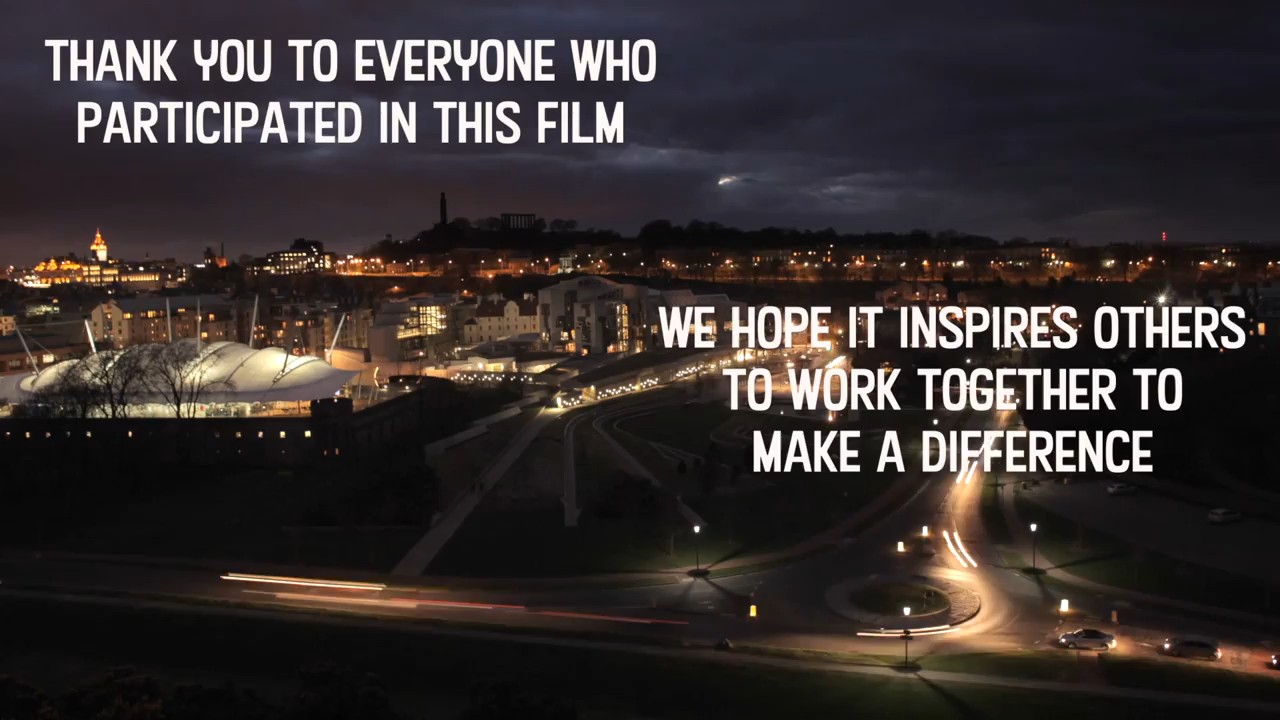 THANK YOU TO EVERYONE WHO
PARTICIPATED IN THIS FILM
WE HOPE IT INSPIRES OTHERS
TO WORK TOGETHER TO
MAKE A DIFFERENCE